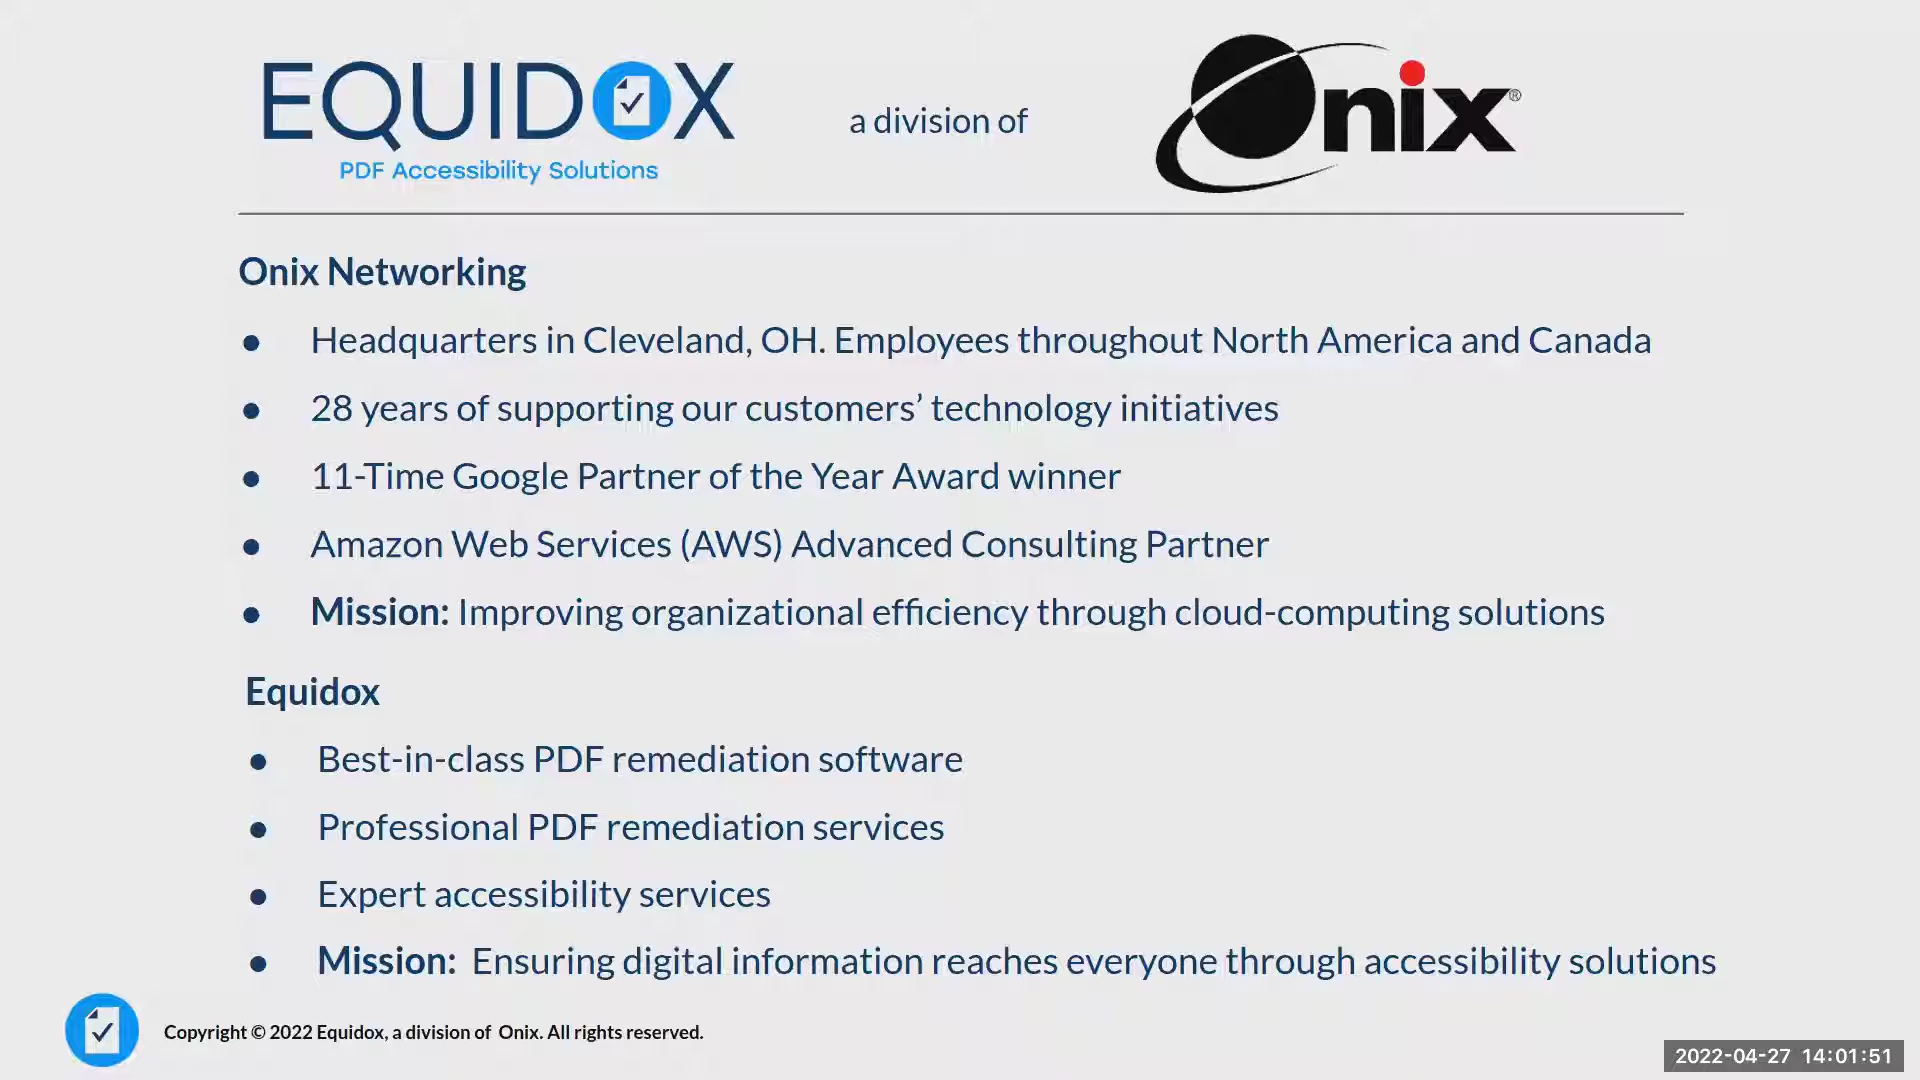 EQUIDOX
PDF Accessibility Solutions
a division of
Onix®
Onix Networking
● Headquarters in Cleveland, OH. Employees throughout North America and Canada
● 28 years of supporting our customers’ technology initiatives
● 11-Time Google Partner of the Year Award winner
● Amazon Web Services (AWS) Advanced Consulting Partner
● Mission: Improving organizational efficiency through cloud-computing solutions
Equidox
● Best-in-class PDF remediation software
● Professional PDF remediation services
● Expert accessibility services
● Mission: Ensuring digital information reaches everyone through accessibility solutions
Copyright © 2022 Equidox, a division of Onix. All rights reserved.
2022-04-27 14:01:51